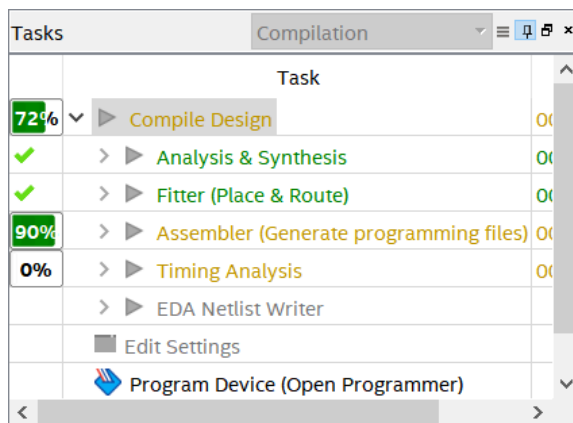 Tasks Compilation
Task
72% Compile Design
Analysis & Synthesis
Fitter (Place & Route)
90% Assembler (Generate programming files)
0% Timing Analysis
EDA Netlist Writer
Edit Settings
Program Device (Open Programmer)